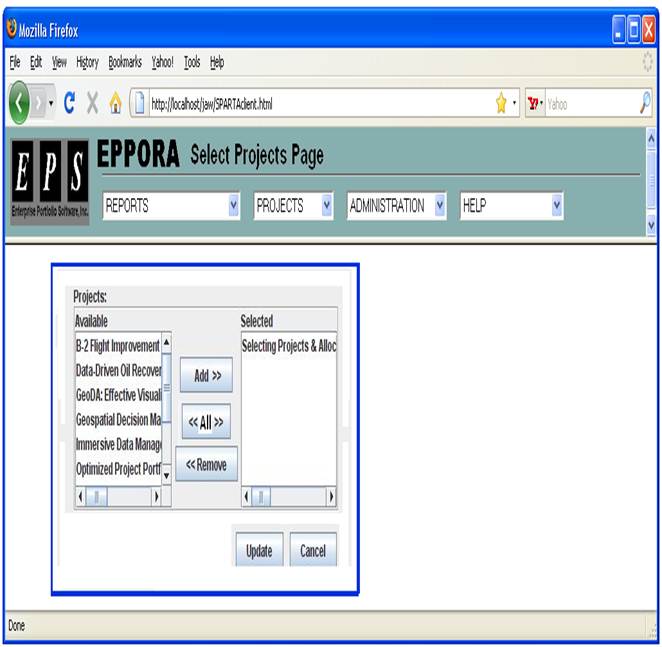 Mozilla Firefox
File Edit View History Bookmarks Yahoo! Tools Help
http://localhost/jaw/SPARTAclient.html
Y! Yahoo
EPS EPPORA Select Projects Page
Enterprise Portfolio Software, Inc.
REPORTS PROJECTS ADMINISTRATION HELP
Projects:
Available Selected
B-2 Flight Improvement Selecting Projects & Alloc
Data-Driven Oil Recover
Add >>
GeoDA: Effective Visuali
Geospatial Decision Ma
<< All >>
Immersive Data Manage
Optimized Project Portf
<< Remove
Update Cancel
Done